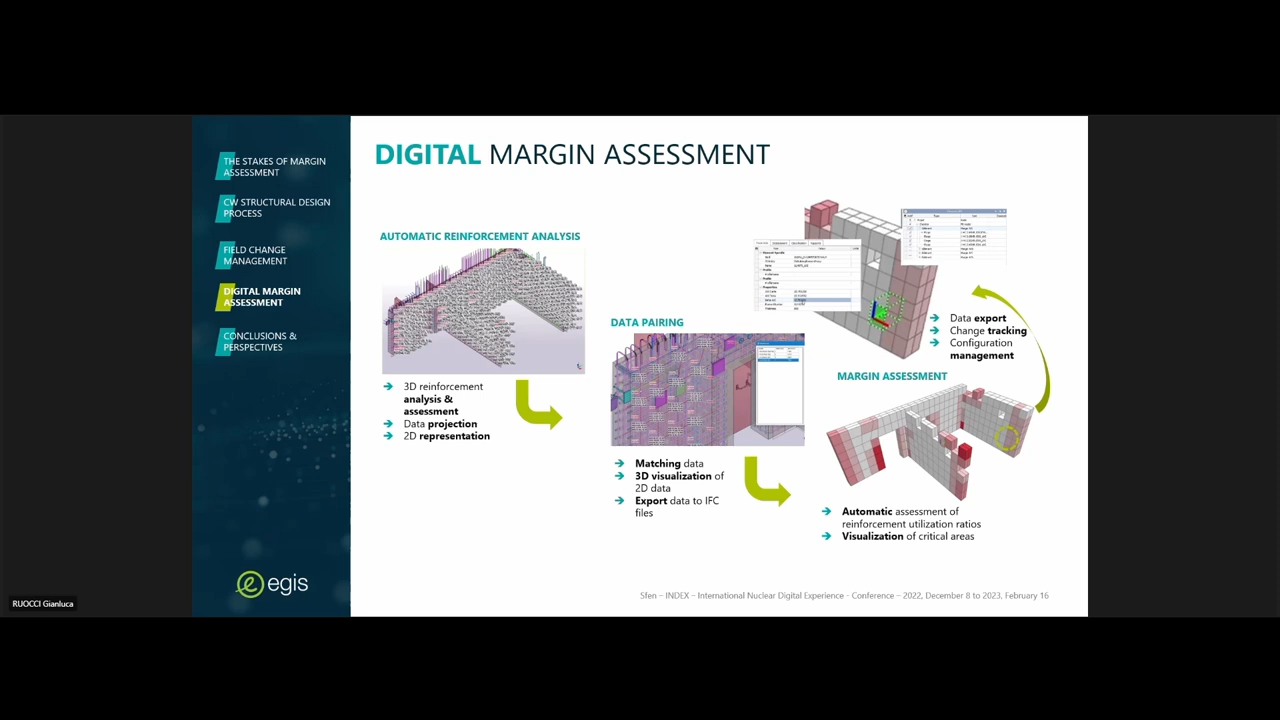 THE STAKES OF MARGIN
ASSESSMENT
CW STRUCTURAL DESIGN
PROCESS
FIELD CHANGE
MANAGEMENT
DIGITAL MARGIN
ASSESSMENT
CONCLUSIONS &
PERSPECTIVES
egis
RUOCCI Gianluca
DIGITAL MARGIN ASSESSMENT
AUTOMATIC REINFORCEMENT ANALYSIS
➔ 3D reinforcement
analysis &
assessment
➔ Data projection
➔ 2D representation
DATA PAIRING
➔ Matching data
➔ 3D visualization of
2D data
➔ Export data to IFC
files
MARGIN ASSESSMENT
➔ Automatic assessment of
reinforcement utilization ratios
➔ Visualization of critical areas
➔ Data export
➔ Change tracking
➔ Configuration
management
Sfen – INDEX – International Nuclear Digital Experience - Conference – 2022, December 8 to 2023, February 16